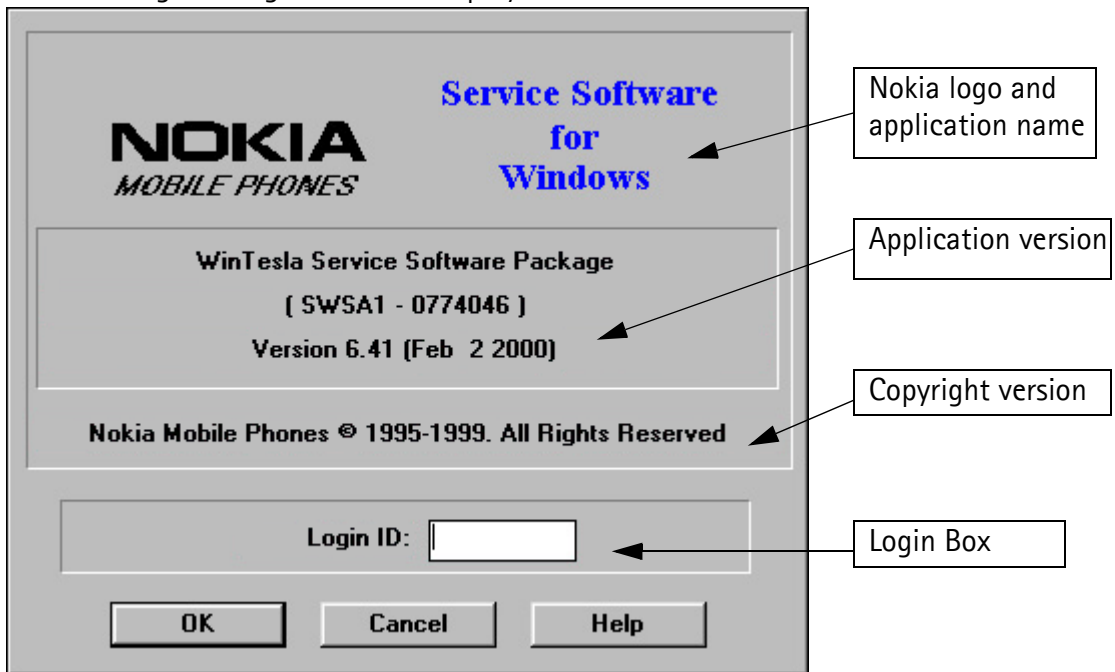 NOKIA
MOBILE PHONES
Service Software
for
Windows
Nokia logo and
application name
WinTesla Service Software Package
( SWSA1 - 0774046 )
Version 6.41 (Feb  2 2000)
Application version
Nokia Mobile Phones © 1995-1999. All Rights Reserved
Copyright version
Login ID:
Login Box
OK
Cancel
Help